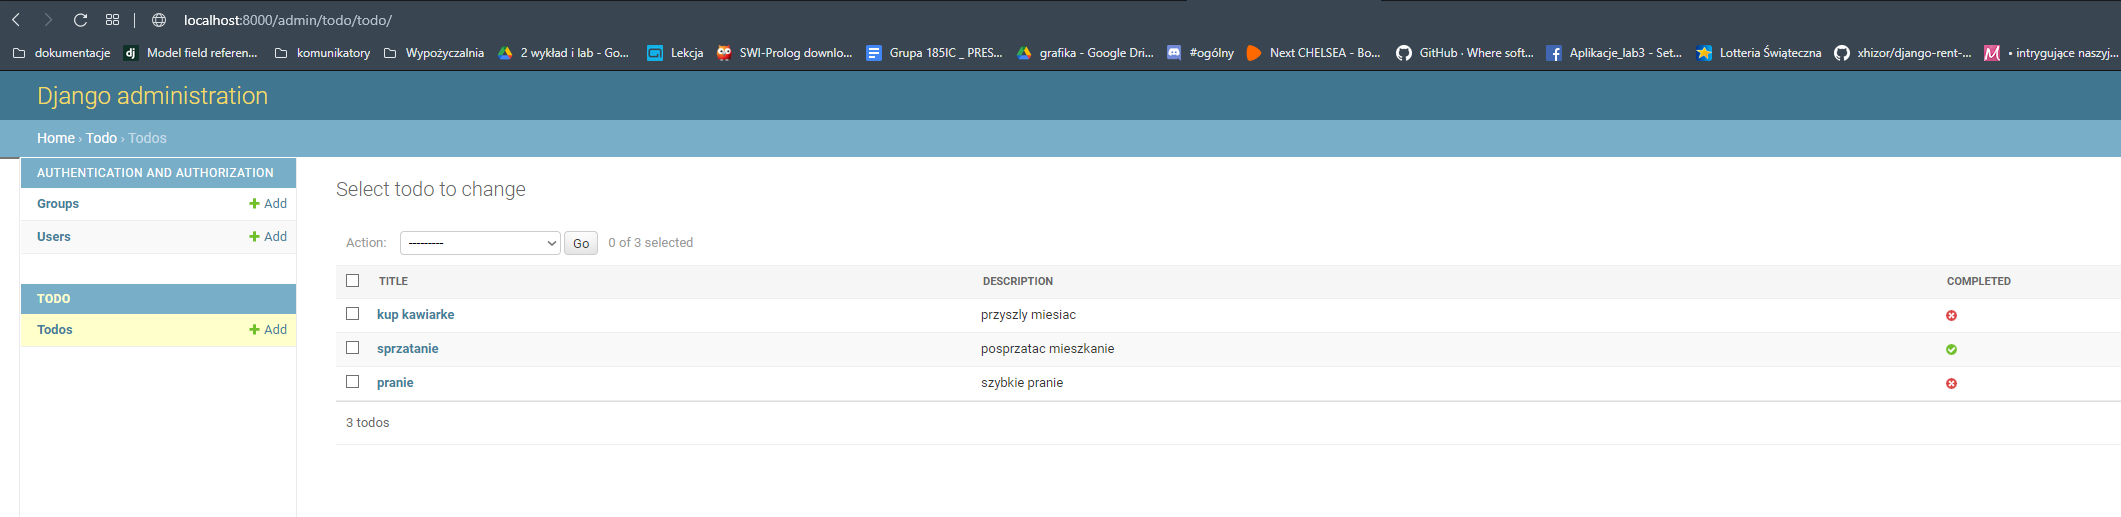 localhost:8000/admin/todo/todo/
dokumentacje Model field referen... komunikatory Wypożyczalnia 2 wykład i lab - Go... Lekcja SWI-Prolog downlo... Grupa 185IC _ PRES... grafika - Google Dri... #ogólny Next CHELSEA - Bo... GitHub · Where soft... Aplikacje_lab3 - Set... Lotteria Świąteczna xhizor/django-rent-... • intrygujące naszyj...
Django administration
Home › Todo › Todos
AUTHENTICATION AND AUTHORIZATION
Groups + Add
Users + Add
TODO
Todos + Add
Select todo to change
Action: --------- Go 0 of 3 selected
TITLE DESCRIPTION COMPLETED
kup kawiarke przyszly miesiac
sprzatanie posprzatac mieszkanie
pranie szybkie pranie
3 todos